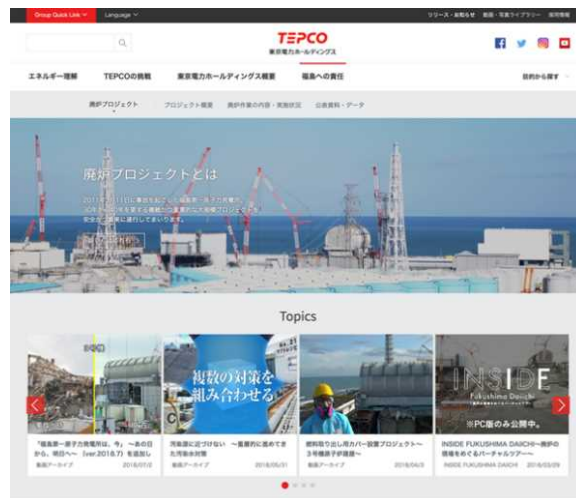 Group Quick Link
Language
リリース・お知らせ 動画・写真ライブラリー 採用情報
TEPCO
東京電力ホールディングス
エネルギー理解 TEPCOの挑戦 東京電力ホールディングス概要 福島への責任 目的から探す
廃炉プロジェクト プロジェクト概要 廃炉作業の内容・実施状況 公表資料・データ
廃炉プロジェクトとは
Topics
3号機
複数の対策を
組み合わせる
INSIDE
Fukushima Daiichi
※PC版のみ公開中。
「福島第一原子力発電所は、今」 ～あの日
から、明日へ～ (ver.2018.7) を追加し
動画アーカイブ 2018/07/0
汚染源に近づけない ～重層的に進めてき
た汚染水対策
動画アーカイブ 2018/05/31
燃料取り出し用カバー設置プロジェクト～
3号機原子炉建屋～
動画アーカイブ 2018/04/
INSIDE FUKUSHIMA DAIICHI～廃炉の
現場をめぐるバーチャルツアー～
INSIDE FUKUSHIMA DAIICHI 2018/03/29